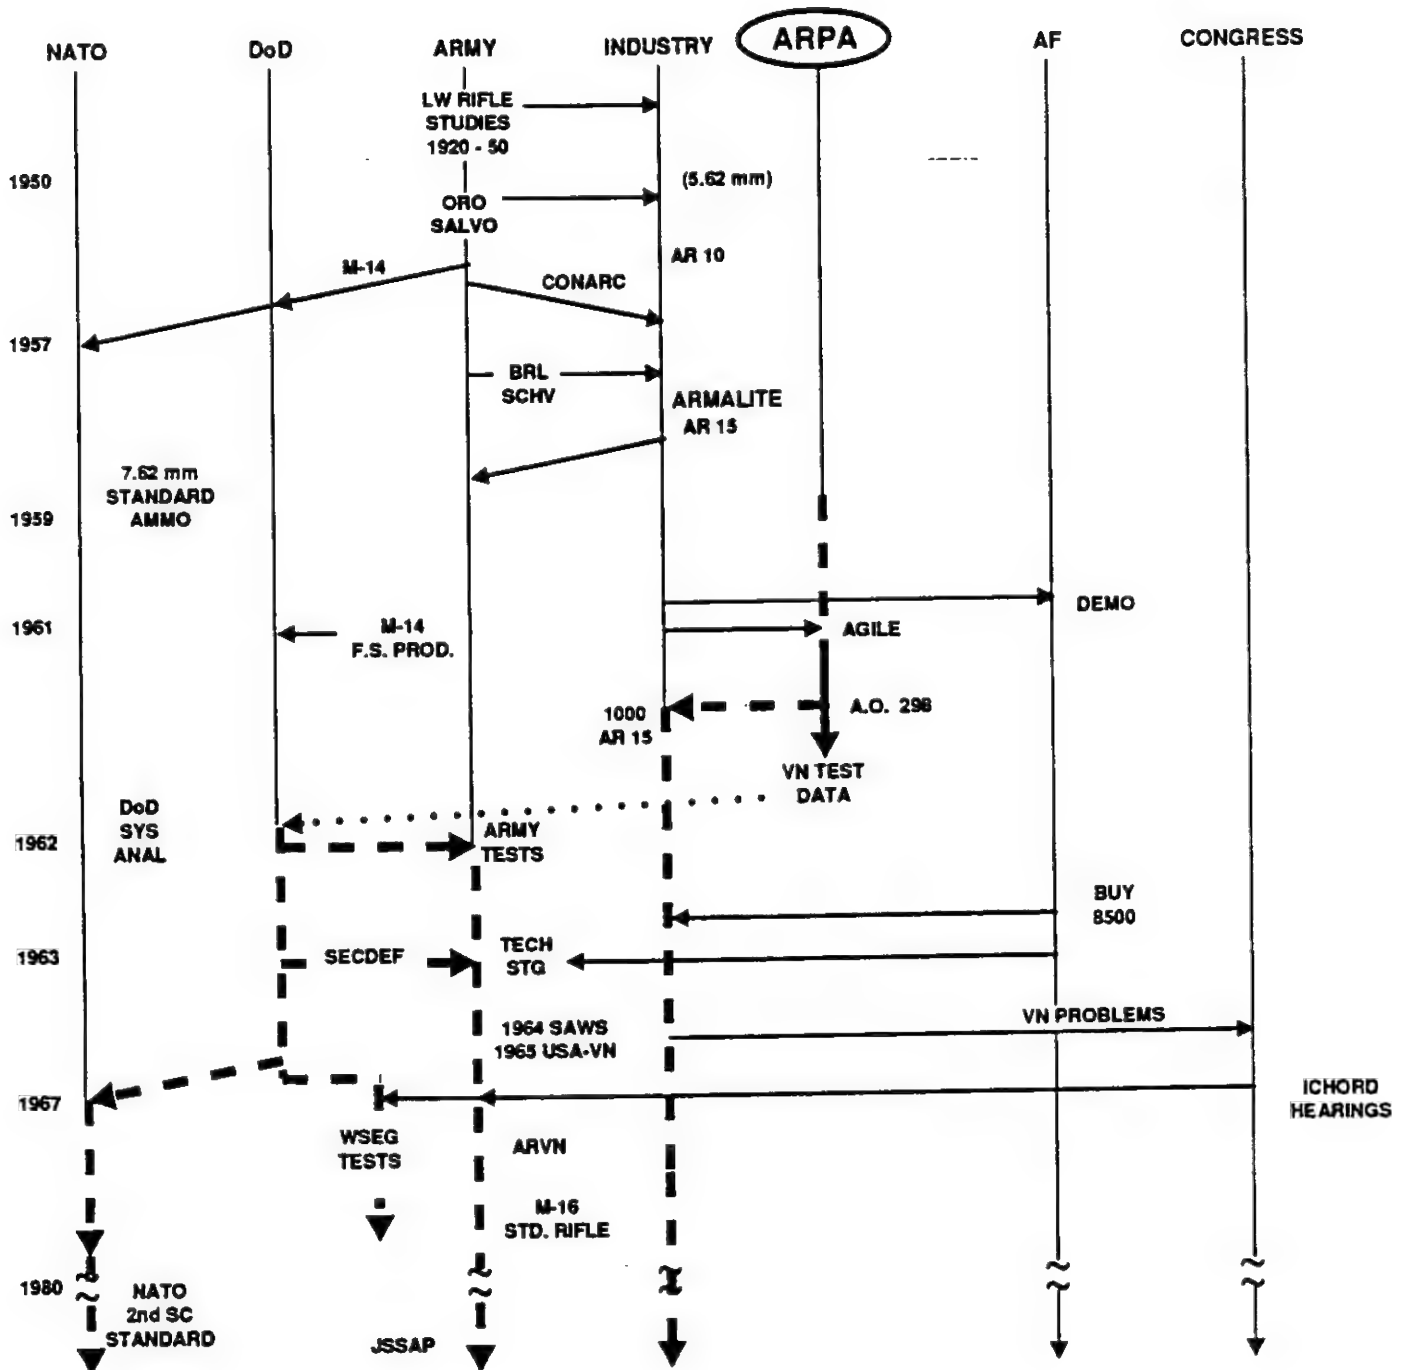 NATO
DoD
ARMY
INDUSTRY
ARPA
AF
CONGRESS
LW RIFLE
STUDIES
1920 - 50
1950
(5.62 mm)
ORO
SALVO
AR 10
M-14
CONARC
1957
BRL
SCHV
ARMALITE
AR 15
7.62 mm
STANDARD
AMMO
1959
DEMO
1961
M-14
F.S. PROD.
AGILE
1000
AR 15
A.O. 298
VN TEST
DATA
DoD
SYS
ANAL
1962
ARMY
TESTS
BUY
8500
1963
SECDEF
TECH
STG
1964 SAWS
1965 USA-VN
VN PROBLEMS
1967
ICHORD
HEARINGS
WSEG
TESTS
ARVN
M-16
STD. RIFLE
1980
NATO
2nd SC
STANDARD
JSSAP